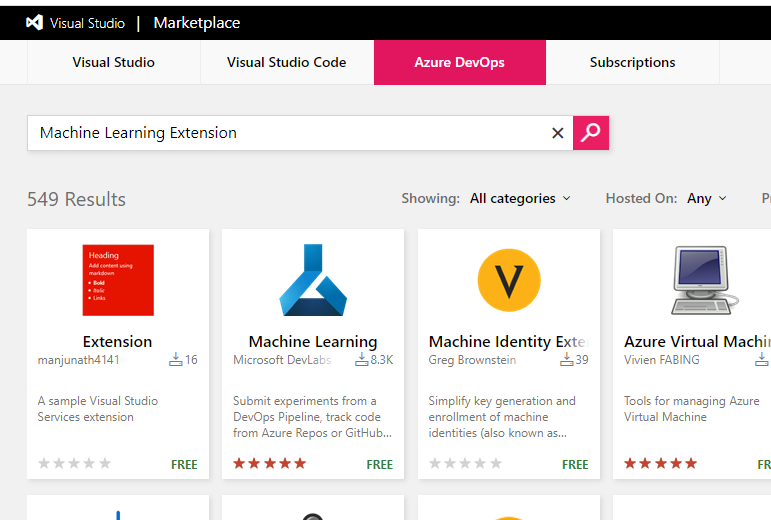 Visual Studio | Marketplace
Visual Studio
Visual Studio Code
Azure DevOps
Subscriptions
Machine Learning Extension
549 Results
Showing: All categories
Hosted On: Any
P
Heading
Add content using
markdown
Bold
Italic
Links
Extension
manjunath4141
16
A sample Visual Studio
Services extension
FREE
Machine Learning
Microsoft DevLabs
8.3K
Submit experiments from a
DevOps Pipeline, track code
from Azure Repos or GitHub...
FREE
V
Machine Identity Exte
Greg Brownstein
39
Simplify key generation and
enrollment of machine
identities (also known as...
FREE
Azure Virtual Machi
Vivien FABING
Tools for managing Azure
Virtual Machine
FR